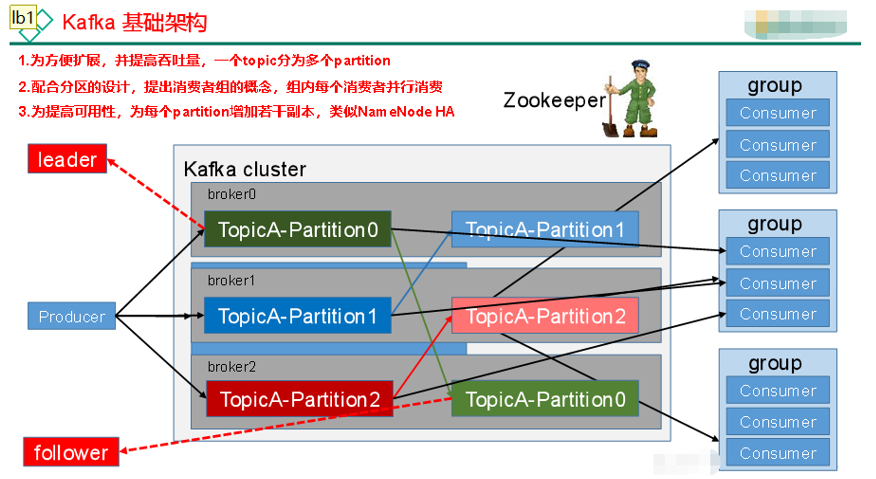 lb1
Kafka 基础架构
1.为方便扩展，并提高吞吐量，一个topic分为多个partition
2.配合分区的设计，提出消费者组的概念，组内每个消费者并行消费
3.为提高可用性，为每个partition增加若干副本，类似NameNode HA
Zookeeper
leader
Kafka cluster
broker0
TopicA-Partition0
TopicA-Partition1
broker1
Producer
TopicA-Partition1
TopicA-Partition2
broker2
TopicA-Partition2
TopicA-Partition0
follower
group
Consumer
Consumer
Consumer
group
Consumer
Consumer
Consumer
group
Consumer
Consumer
Consumer